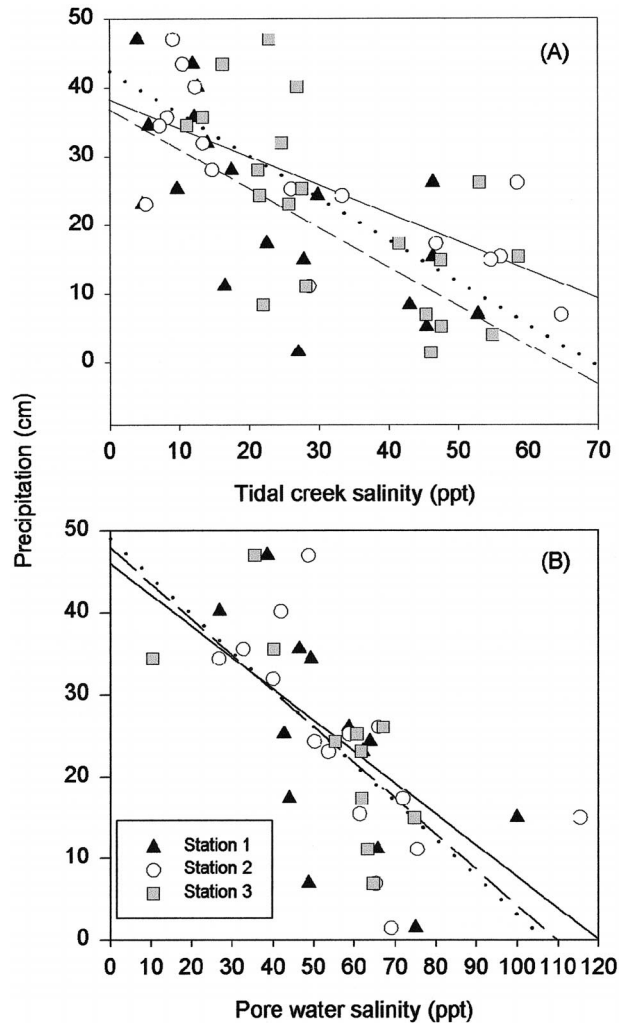 50
(A)
40
30
20
10
0
0 10 20 30 40 50 60 70
Tidal creek salinity (ppt)
Precipitation (cm)
50
(B)
40
30
20
10
Station 1
Station 2
Station 3
0
0 10 20 30 40 50 60 70 80 90 100 110 120
Pore water salinity (ppt)